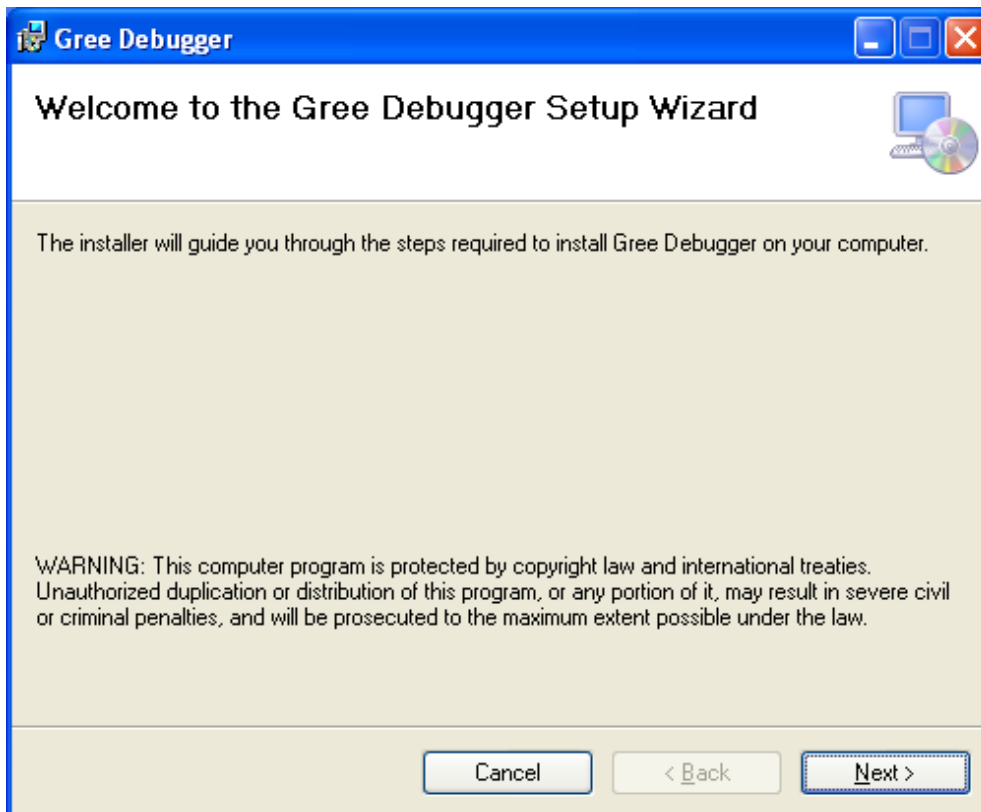 Gree Debugger
Welcome to the Gree Debugger Setup Wizard
The installer will guide you through the steps required to install Gree Debugger on your computer.
WARNING: This computer program is protected by copyright law and international treaties.
Unauthorized duplication or distribution of this program, or any portion of it, may result in severe civil
or criminal penalties, and will be prosecuted to the maximum extent possible under the law.
Cancel
< Back
Next >